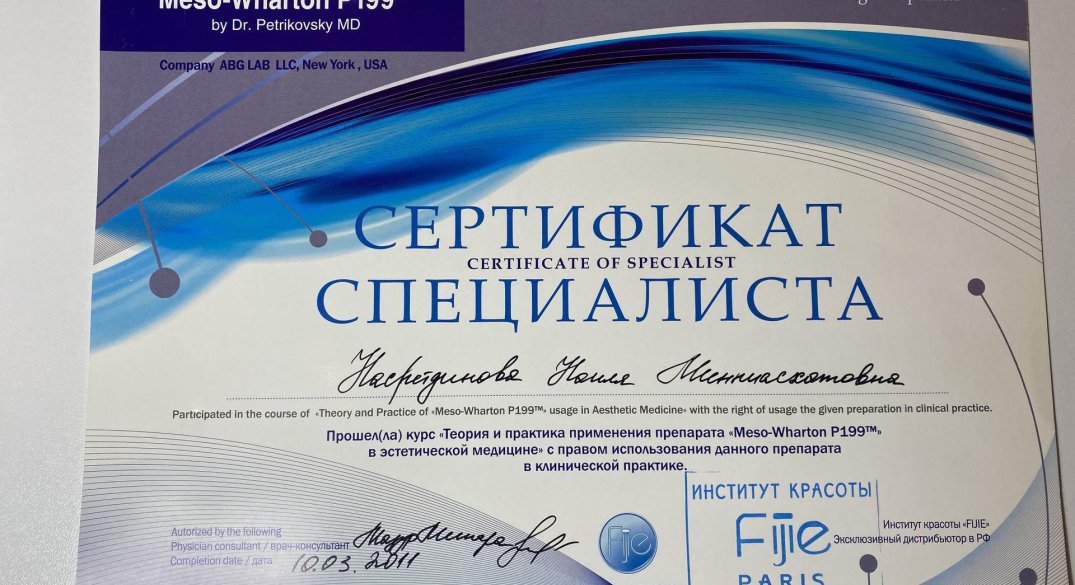 Meso-Wharton P199
by Dr. Petrikovsky MD
Company ABG LAB LLC, New York, USA
СЕРТИФИКАТ
CERTIFICATE OF SPECIALIST
СПЕЦИАЛИСТА
Насретдинова Наиля Минниаскатовна
Partcipated in the course of «Theory and Practice of «Meso-Wharton P199™» usage in Aesthetic Medicine» with the right of usage the given preparation in clinical practice.
Прошел(ла) курс «Теория и практика применения препарата «Meso-Wharton P199™»
в эстетической медицине» с правом использования данного препарата
в клинической практике.
ИНСТИТУТ КРАСОТЫ
Fijie
PARIS
Autorized by the following
Physician consultant / врач-консультант
Completion date / дата 10.03.2011
Fijie
Институт красоты «FIJIE»
Эксклюзивный дистрибьютор в РФ